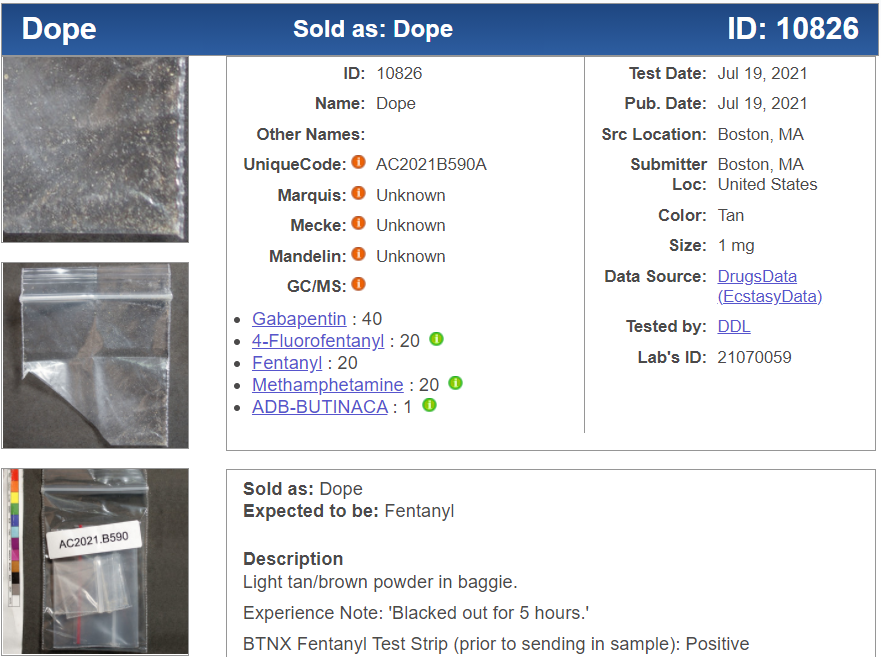 Dope Sold as: Dope ID: 10826
ID: 10826
Name: Dope
Other Names:
UniqueCode: AC2021B590A
Marquis: Unknown
Mecke: Unknown
Mandelin: Unknown
GC/MS:
Gabapentin : 40
4-Fluorofentanyl : 20
Fentanyl : 20
Methamphetamine : 20
ADB-BUTINACA : 1
Test Date: Jul 19, 2021
Pub. Date: Jul 19, 2021
Src Location: Boston, MA
Submitter Loc: Boston, MA
United States
Color: Tan
Size: 1 mg
Data Source: DrugsData
(EcstasyData)
Tested by: DDL
Lab's ID: 21070059
AC2021.B590
Sold as: Dope
Expected to be: Fentanyl
Description
Light tan/brown powder in baggie.
Experience Note: 'Blacked out for 5 hours.'
BTNX Fentanyl Test Strip (prior to sending in sample): Positive